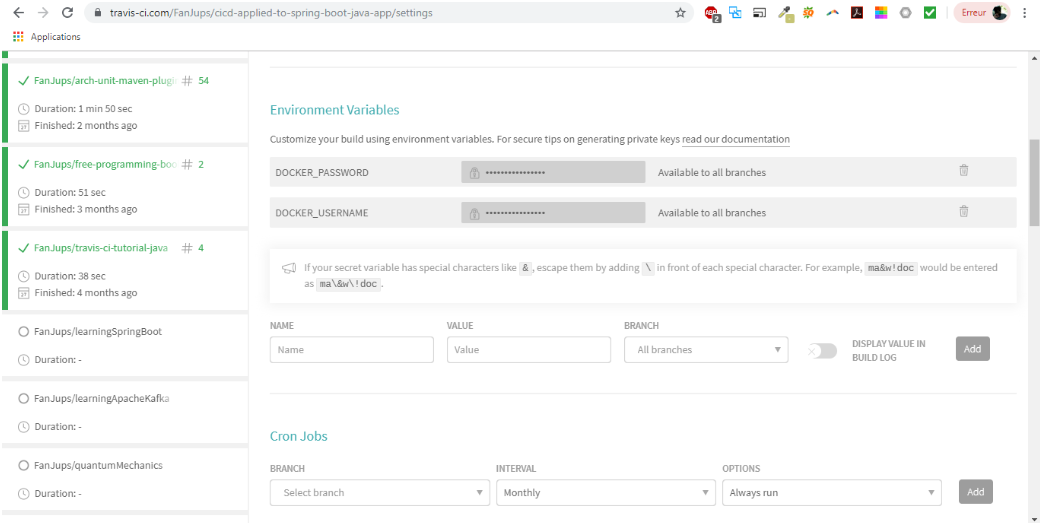 travis-ci.com/FanJups/cicd-applied-to-spring-boot-java-app/settings
ABP
2
Erreur
Applications
FanJups/arch-unit-maven-plugi # 54
Duration: 1 min 50 sec
Finished: 2 months ago
FanJups/free-programming-boo # 2
Duration: 51 sec
Finished: 3 months ago
FanJups/travis-ci-tutorial-java # 4
Duration: 38 sec
Finished: 4 months ago
FanJups/learningSpringBoot
Duration: -
FanJups/learningApacheKafka
Duration: -
FanJups/quantumMechanics
Duration: -
Environment Variables
Customize your build using environment variables. For secure tips on generating private keys read our documentation
DOCKER_PASSWORD •••••••••••••••• Available to all branches
DOCKER_USERNAME •••••••••••••••• Available to all branches
If your secret variable has special characters like &, escape them by adding \ in front of each special character. For example, ma&w!doc would be entered
as ma\&w\!doc.
NAME VALUE BRANCH
Name Value All branches DISPLAY VALUE IN
BUILD LOG Add
Cron Jobs
BRANCH INTERVAL OPTIONS
Select branch Monthly Always run Add